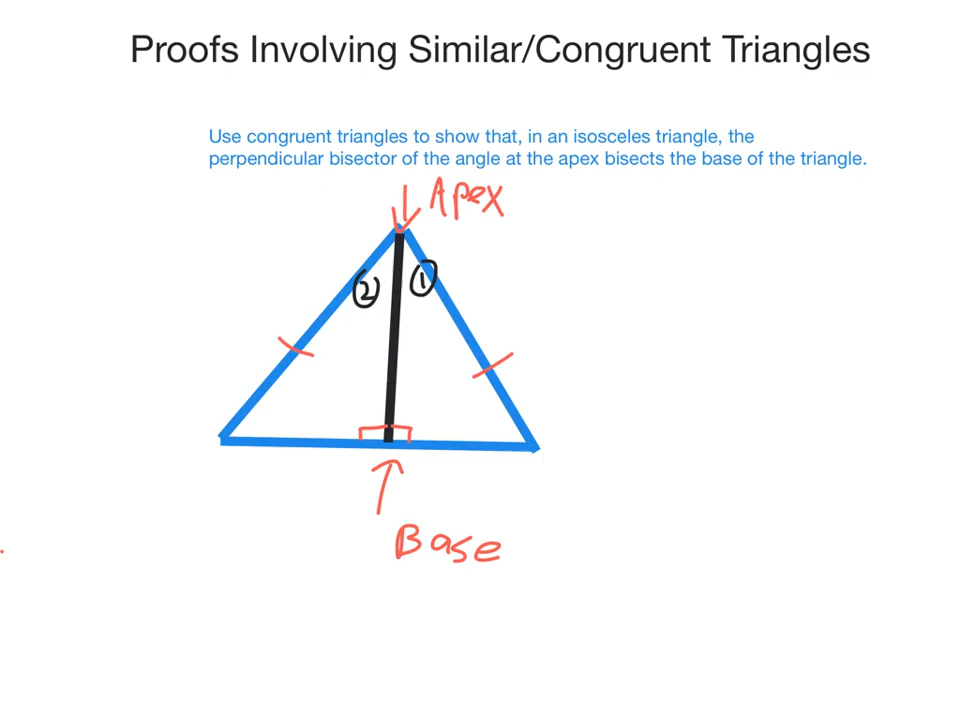 Proofs Involving Similar/Congruent Triangles
Use congruent triangles to show that, in an isosceles triangle, the
perpendicular bisector of the angle at the apex bisects the base of the triangle.
Apex
2 1
Base